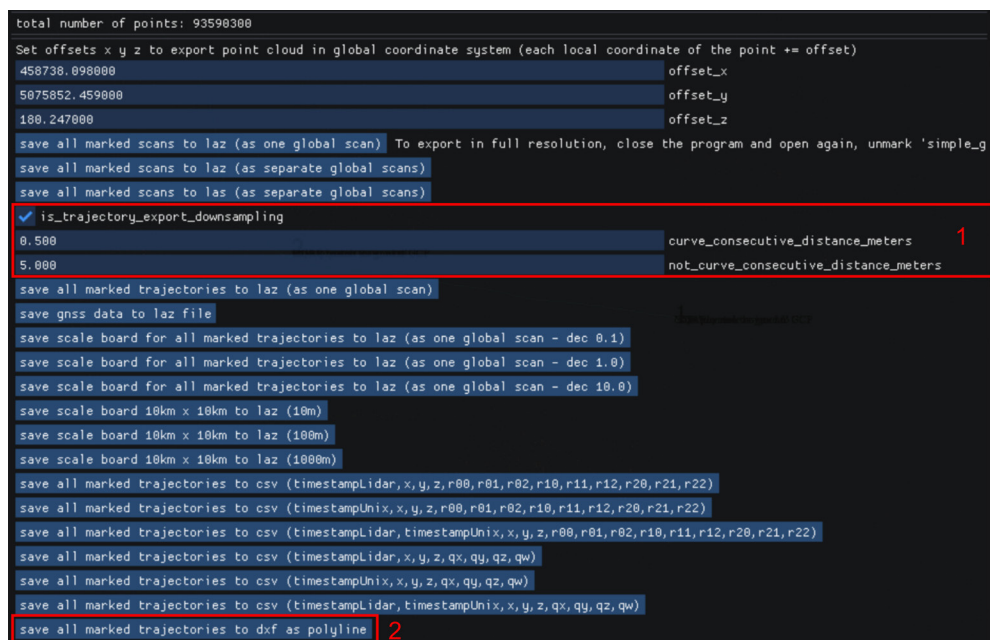 total number of points: 93590300
Set offsets x y z to export point cloud in global coordinate system (each local coordinate of the point += offset)
458738.098000 offset_x
5075852.459000 offset_y
180.247000 offset_z
save all marked scans to laz (as one global scan) To export in full resolution, close the program and open again, unmark 'simple_g
save all marked scans to laz (as separate global scans)
save all marked scans to las (as separate global scans)
is_trajectory_export_downsampling
0.500 curve_consecutive_distance_meters 1
5.000 not_curve_consecutive_distance_meters
save all marked trajectories to laz (as one global scan)
save gnss data to laz file
save scale board for all marked trajectories to laz (as one global scan - dec 0.1)
save scale board for all marked trajectories to laz (as one global scan - dec 1.0)
save scale board for all marked trajectories to laz (as one global scan - dec 10.0)
save scale board 10km x 10km to laz (10m)
save scale board 10km x 10km to laz (100m)
save scale board 10km x 10km to laz (1000m)
save all marked trajectories to csv (timestampLidar,x,y,z,r00,r01,r02,r10,r11,r12,r20,r21,r22)
save all marked trajectories to csv (timestampUnix,x,y,z,r00,r01,r02,r10,r11,r12,r20,r21,r22)
save all marked trajectories to csv (timestampLidar,timestampUnix,x,y,z,r00,r01,r02,r10,r11,r12,r20,r21,r22)
save all marked trajectories to csv (timestampLidar,x,y,z,qx,qy,qz,qw)
save all marked trajectories to csv (timestampUnix,x,y,z,qx,qy,qz,qw)
save all marked trajectories to csv (timestampLidar,timestampUnix,x,y,z,qx,qy,qz,qw)
save all marked trajectories to dxf as polyline 2